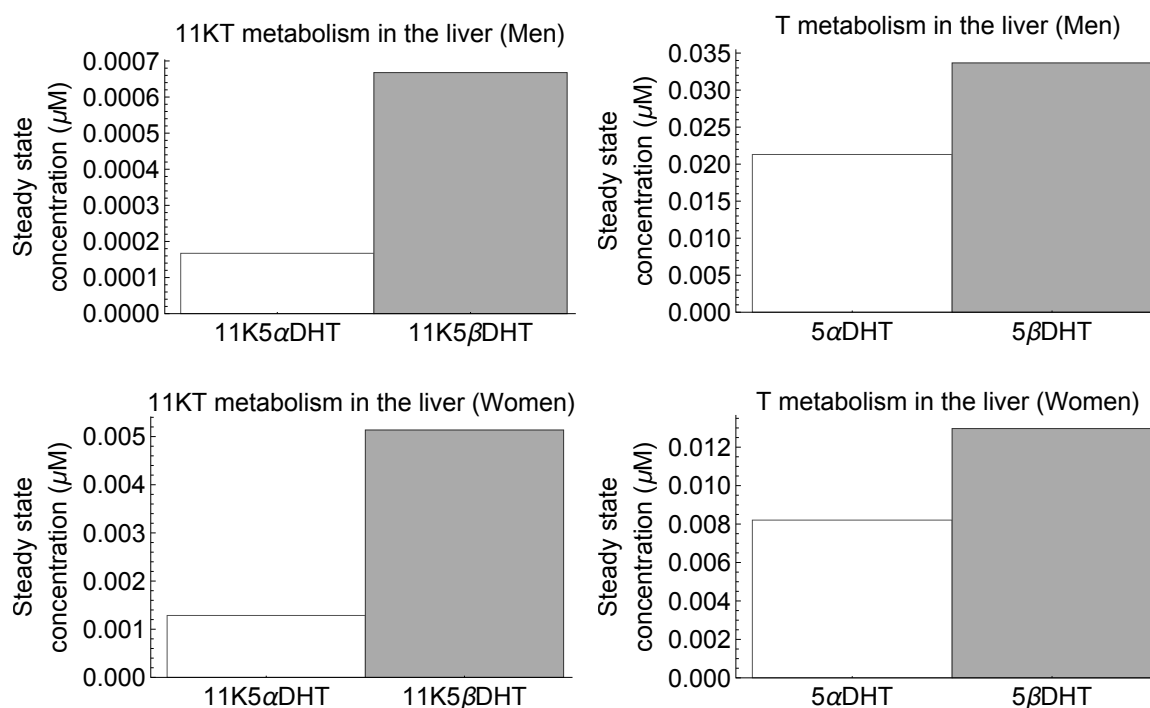 11KT metabolism in the liver (Men)
Steady state
concentration (μM)
0.0007
0.0006
0.0005
0.0004
0.0003
0.0002
0.0001
0.0000
11K5αDHT
11K5βDHT
T metabolism in the liver (Men)
Steady state
concentration (μM)
0.035
0.030
0.025
0.020
0.015
0.010
0.005
0.000
5αDHT
5βDHT
11KT metabolism in the liver (Women)
Steady state
concentration (μM)
0.005
0.004
0.003
0.002
0.001
0.000
11K5αDHT
11K5βDHT
T metabolism in the liver (Women)
Steady state
concentration (μM)
0.012
0.010
0.008
0.006
0.004
0.002
0.000
5αDHT
5βDHT